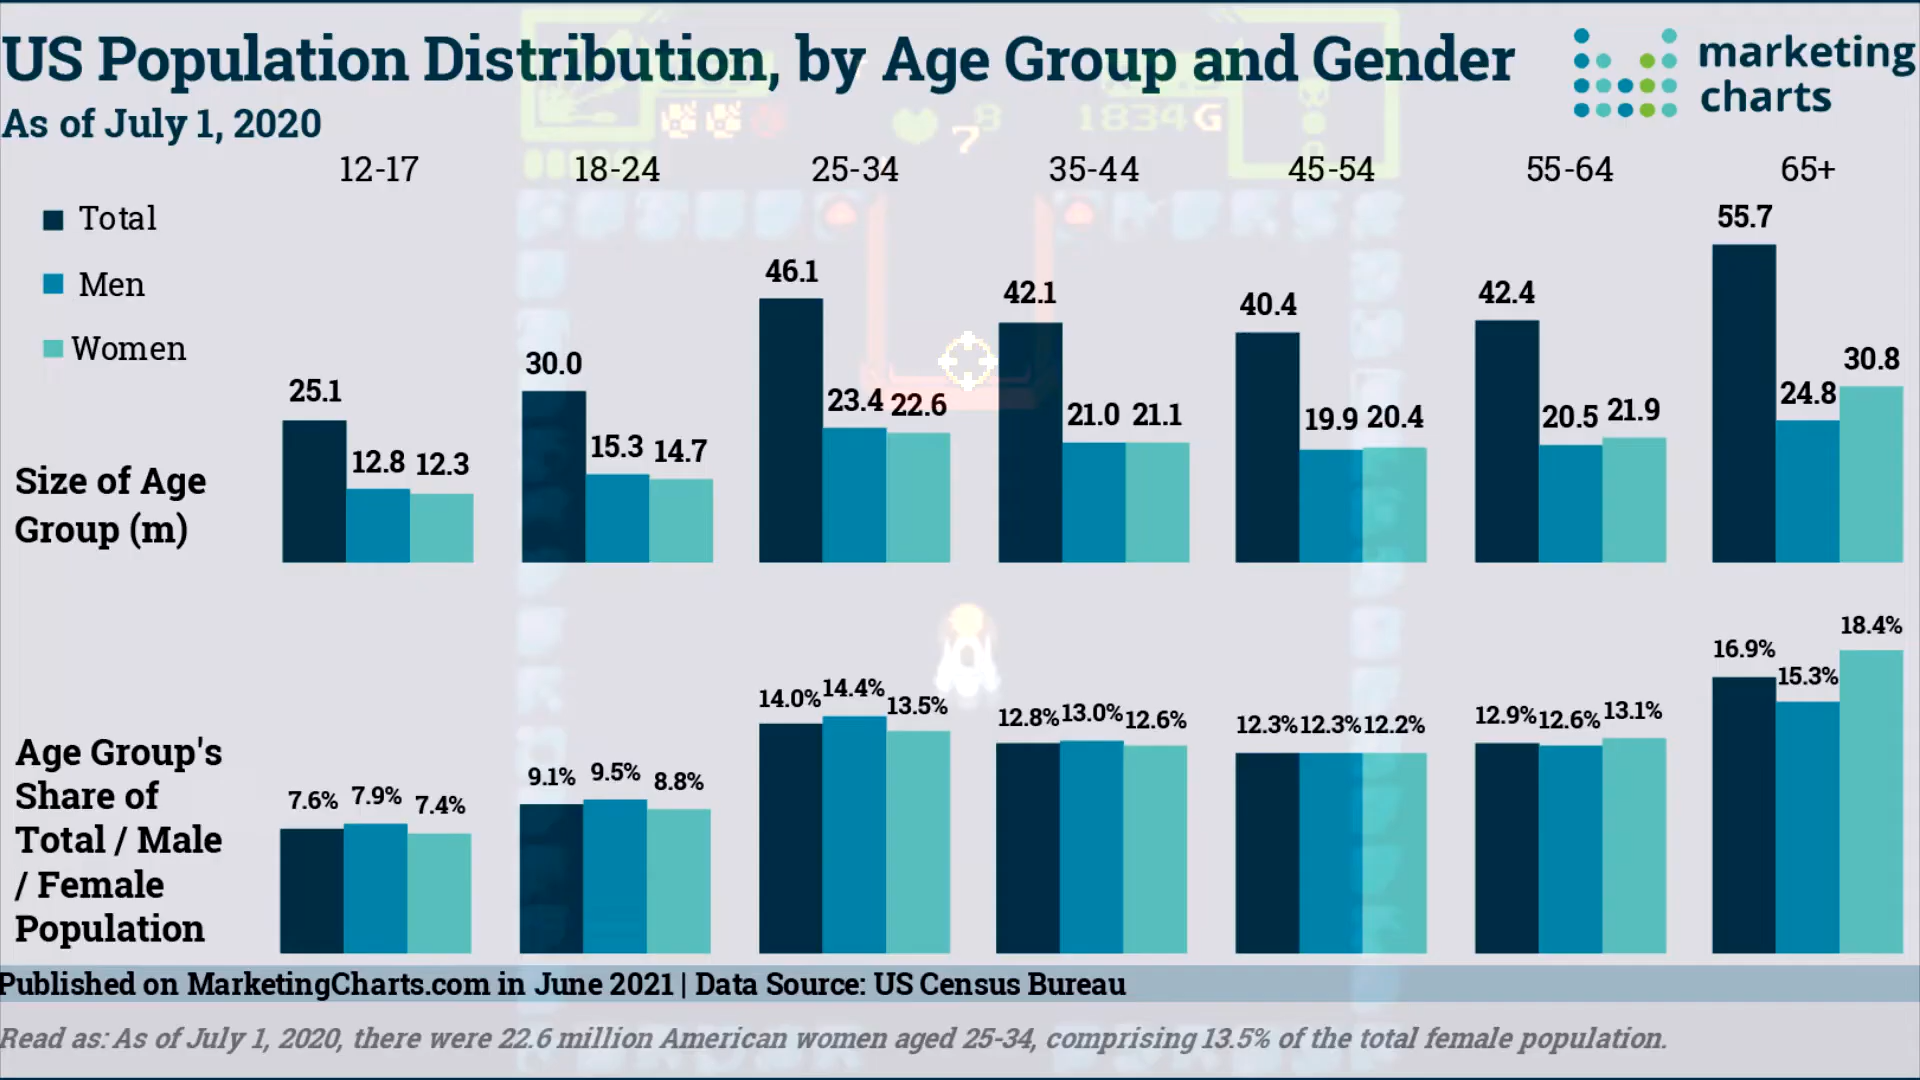 US Population Distribution, by Age Group and Gender
marketing
charts
As of July 1, 2020
7
8
1834 G
12-17 18-24 25-34 35-44 45-54 55-64 65+
Total
Men
Women
Size of Age
Group (m)
25.1 12.8 12.3
30.0 15.3 14.7
46.1 23.4 22.6
42.1 21.0 21.1
40.4 19.9 20.4
42.4 20.5 21.9
55.7 24.8 30.8
Age Group's
Share of
Total / Male
/ Female
Population
7.6% 7.9% 7.4%
9.1% 9.5% 8.8%
14.0% 14.4% 13.5%
12.8% 13.0% 12.6%
12.3% 12.3% 12.2%
12.9% 12.6% 13.1%
16.9% 15.3% 18.4%
Published on MarketingCharts.com in June 2021 | Data Source: US Census Bureau
Read as: As of July 1, 2020, there were 22.6 million American women aged 25-34, comprising 13.5% of the total female population.